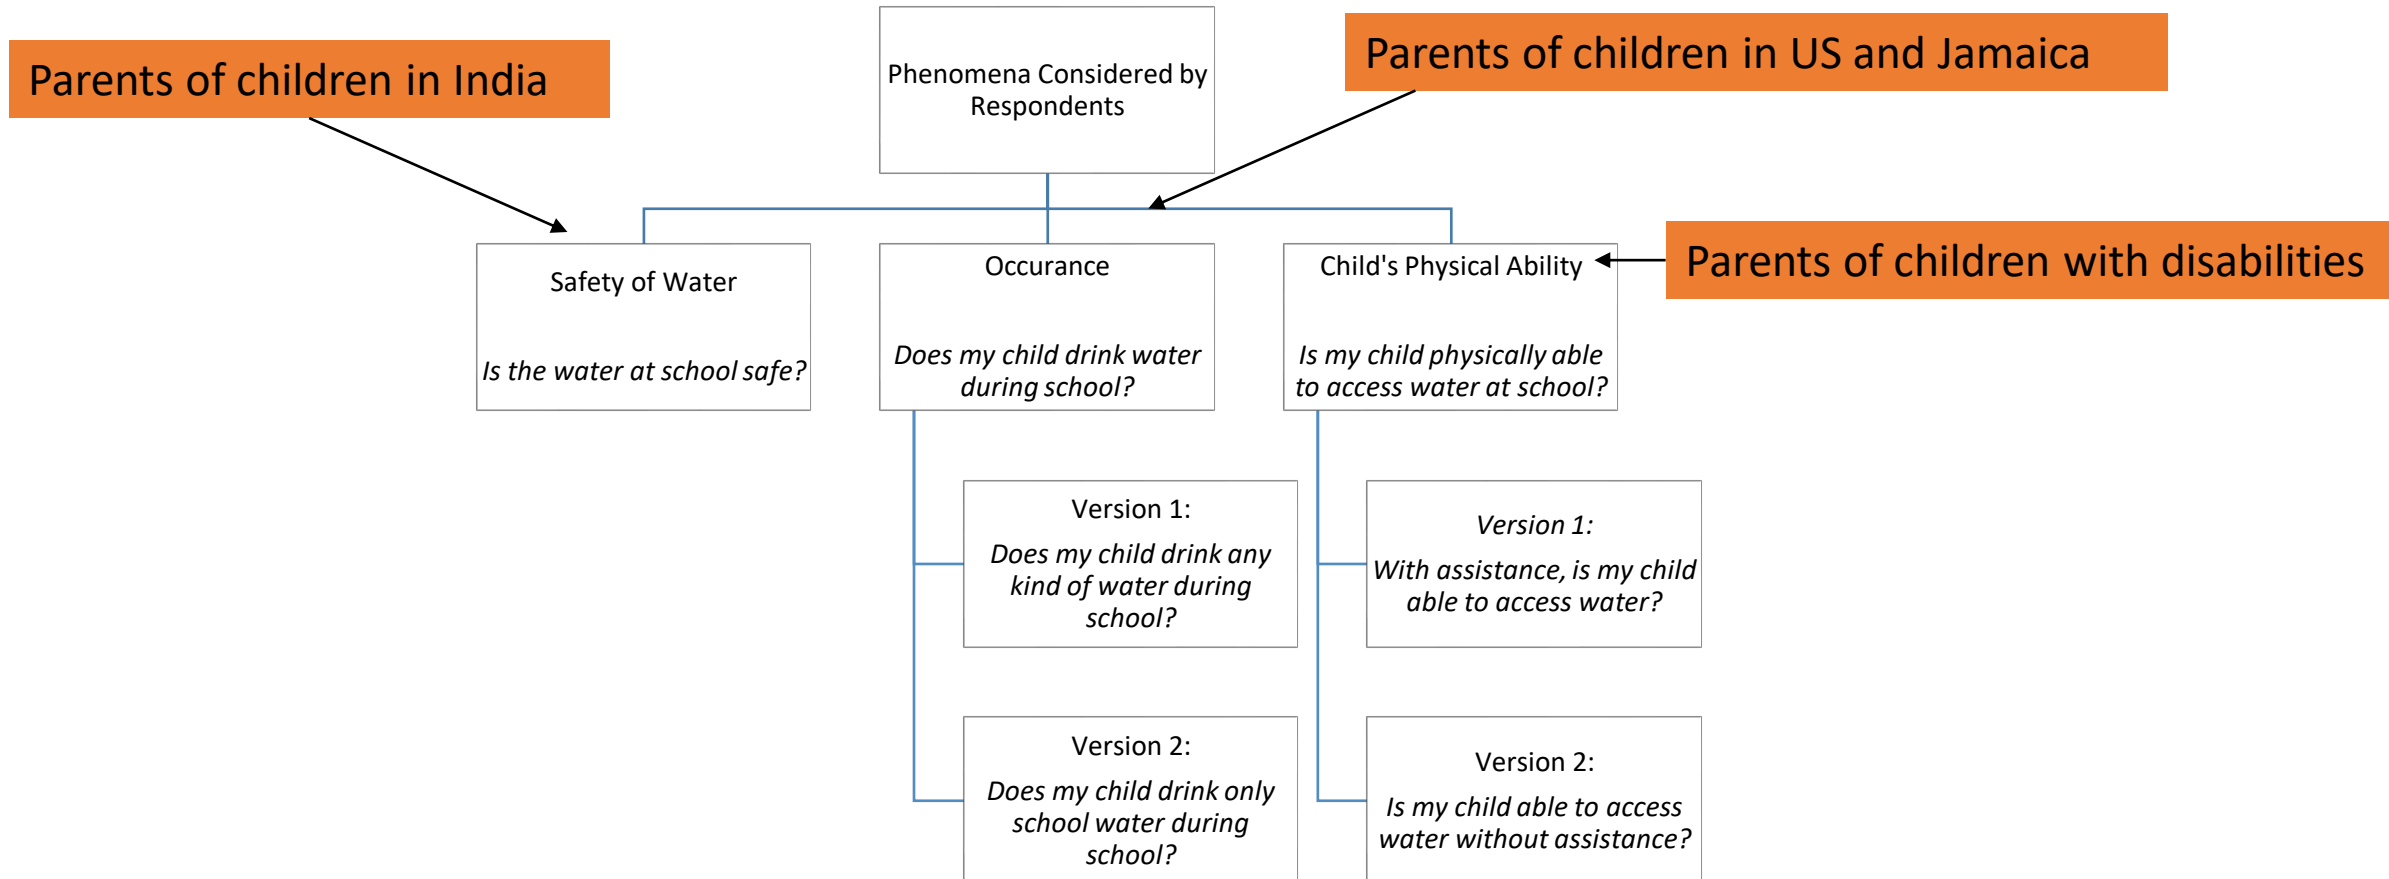 Parents of children in India
Phenomena Considered by
Respondents
Parents of children in US and Jamaica
Safety of Water
Is the water at school safe?
Occurance
Does my child drink water
during school?
Child's Physical Ability
Is my child physically able
to access water at school?
Parents of children with disabilities
Version 1:
Does my child drink any
kind of water during
school?
Version 1:
With assistance, is my child
able to access water?
Version 2:
Does my child drink only
school water during
school?
Version 2:
Is my child able to access
water without assistance?